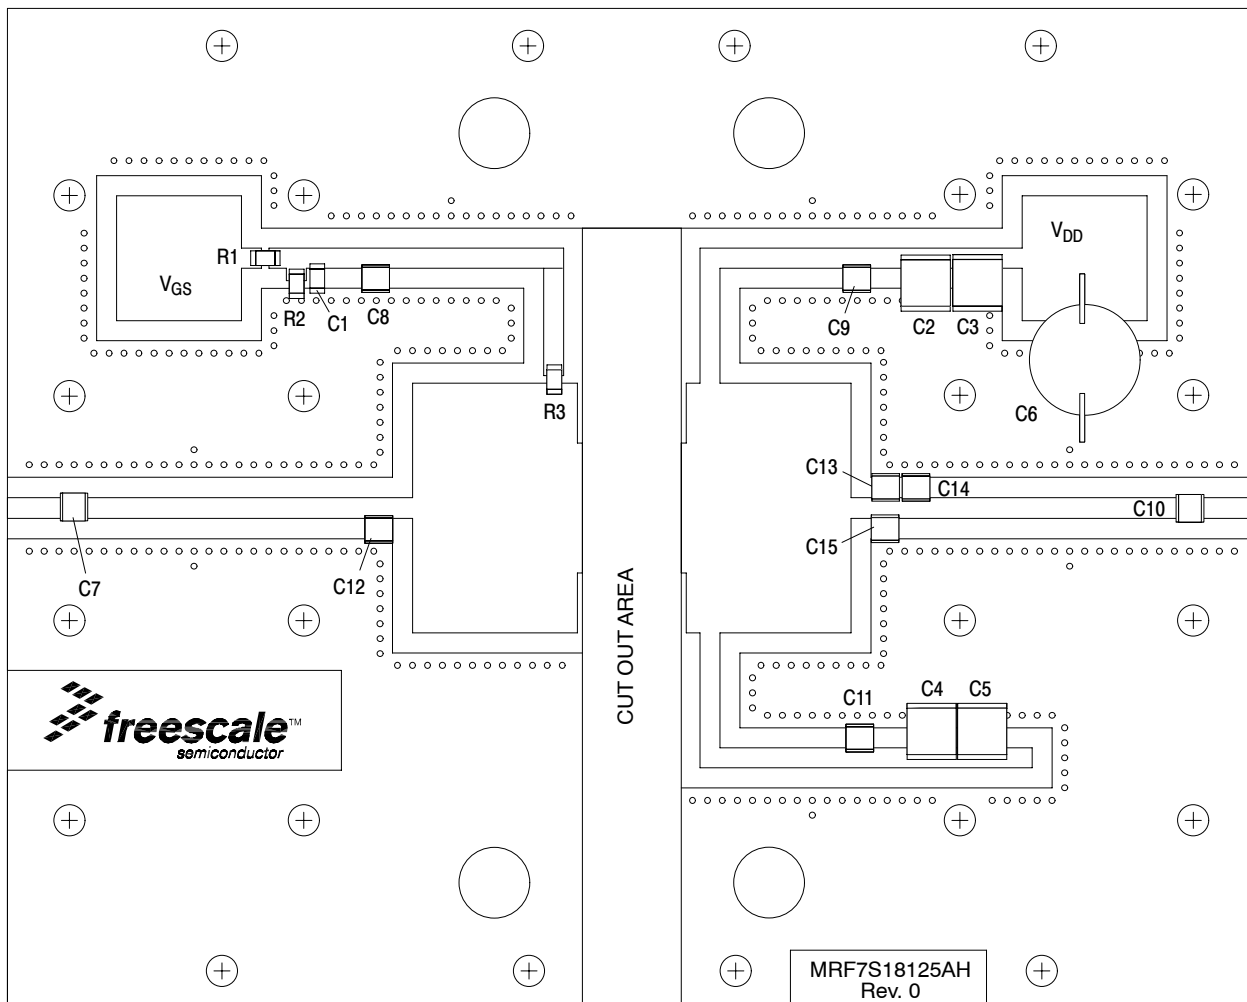 R1
VGS
R2
C1
C8
R3
C9
C2
C3
VDD
C6
C13
C14
C10
C15
C7
C12
CUT OUT AREA
C11
C4
C5
freescale™
semiconductor
MRF7S18125AH
Rev. 0